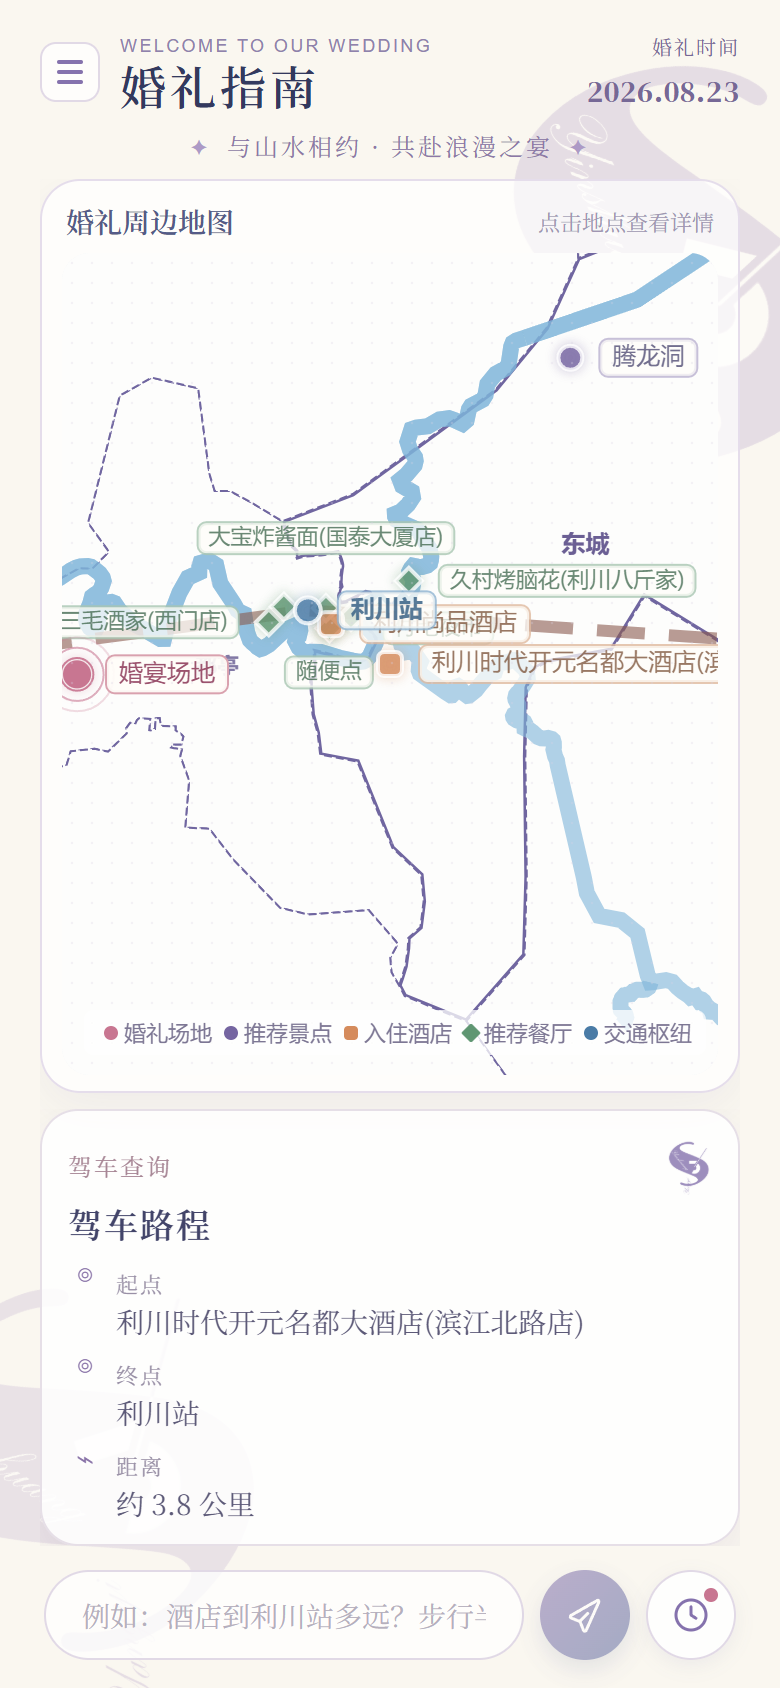 WELCOME TO OUR WEDDING
婚礼指南
婚礼时间
2026.08.23
✦ 与山水相约 · 共赴浪漫之宴 ✦
婚礼周边地图
点击地点查看详情
腾龙洞
大宝炸酱面(国泰大厦店)
东城
久村烤脑花(利川八斤家)
三毛酒家(西门店)
利川站
尚品酒店
婚宴场地
随便点
利川时代开元名都大酒店(滨
婚礼场地 推荐景点 入住酒店 推荐餐厅 交通枢纽
驾车查询
驾车路程
起点
利川时代开元名都大酒店(滨江北路店)
终点
利川站
距离
约 3.8 公里
例如：酒店到利川站多远？步行